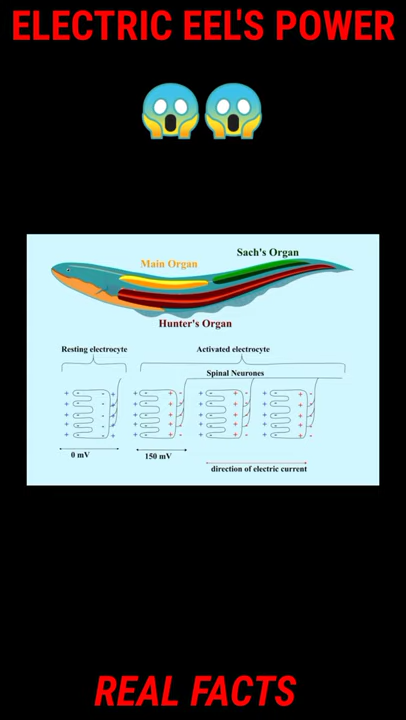 ELECTRIC EEL'S POWER
Sach's Organ
Main Organ
Hunter's Organ
Resting electrocyte
Activated electrocyte
Spinal Neurones
0 mV
150 mV
direction of electric current
REAL FACTS